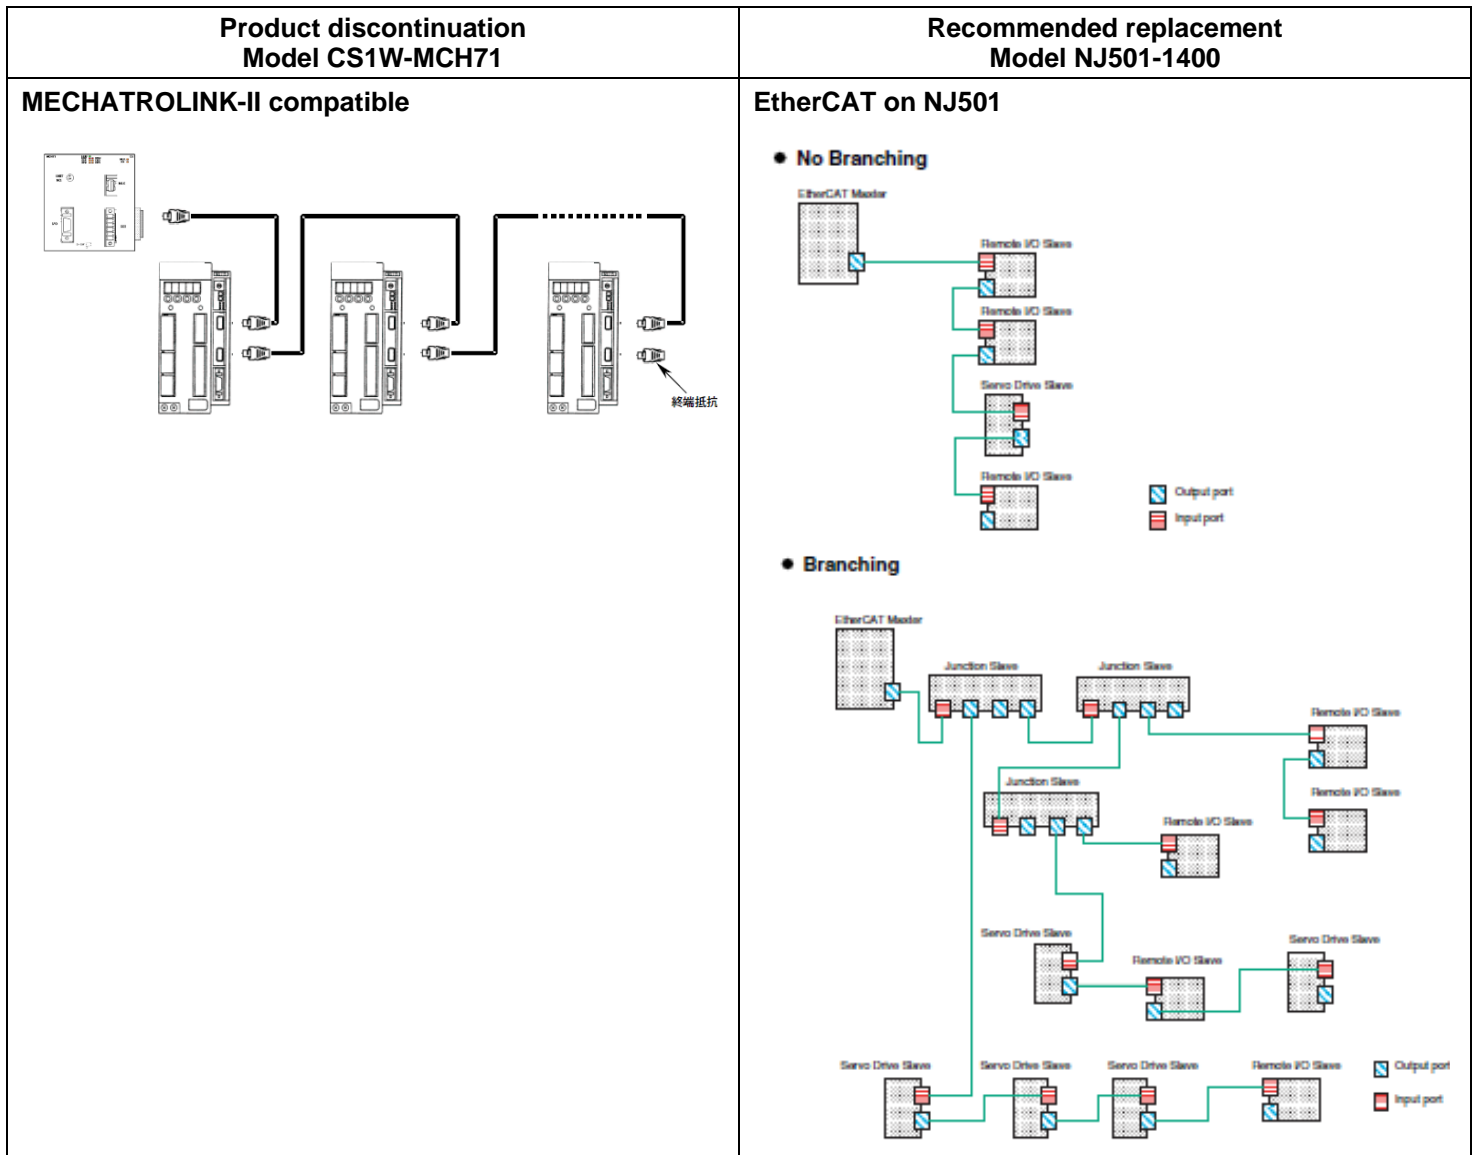 Product discontinuation
Model CS1W-MCH71
Recommended replacement
Model NJ501-1400
MECHATROLINK-II compatible
終端抵抗
EtherCAT on NJ501
● No Branching
EtherCAT Master
Remote I/O Slave
Remote I/O Slave
Servo Drive Slave
Remote I/O Slave
Output port
Input port
● Branching
EtherCAT Master
Junction Slave
Junction Slave
Remote I/O Slave
Junction Slave
Remote I/O Slave
Remote I/O Slave
Servo Drive Slave
Servo Drive Slave
Remote I/O Slave
Servo Drive Slave
Servo Drive Slave
Servo Drive Slave
Remote I/O Slave
Output port
Input port